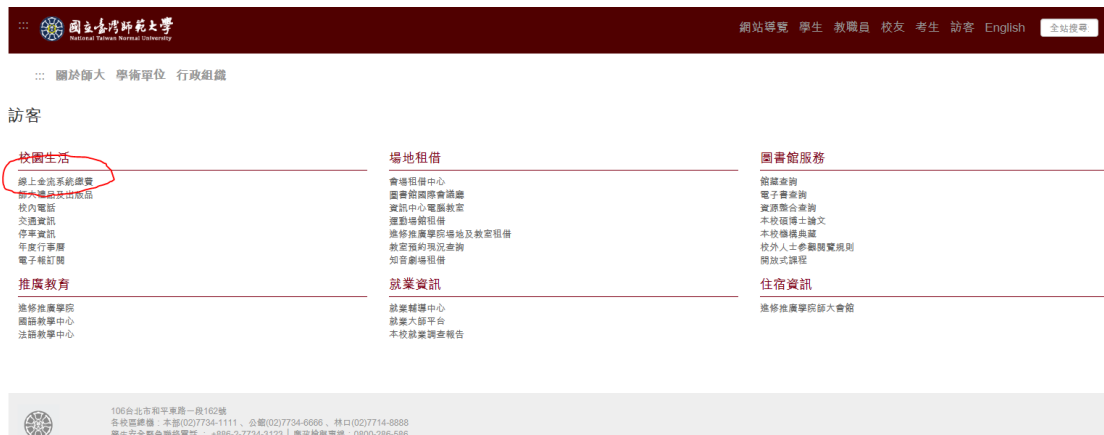 ::: 國立臺灣師範大學
National Taiwan Normal University
網站導覽 學生 教職員 校友 考生 訪客 English 全站搜尋
::: 關於師大 學術單位 行政組織
訪客
校園生活
線上金流系統繳費
師大禮品及出版品
校內電話
交通資訊
停車資訊
年度行事曆
電子報訂閱
場地租借
會場租借中心
圖書館國際會議廳
資訊中心電腦教室
運動場館租借
進修推廣學院場地及教室租借
教室預約現況查詢
知音劇場租借
圖書館服務
館藏查詢
電子書查詢
資源整合查詢
本校碩博士論文
本校機構典藏
校外人士參觀閱覽規則
開放式課程
推廣教育
進修推廣學院
國語教學中心
法語教學中心
就業資訊
就業輔導中心
就業大師平台
本校就業調查報告
住宿資訊
進修推廣學院師大會館
106台北市和平東路一段162號
各校區總機：本部(02)7734-1111、公館(02)7734-6666、林口(02)7714-8888